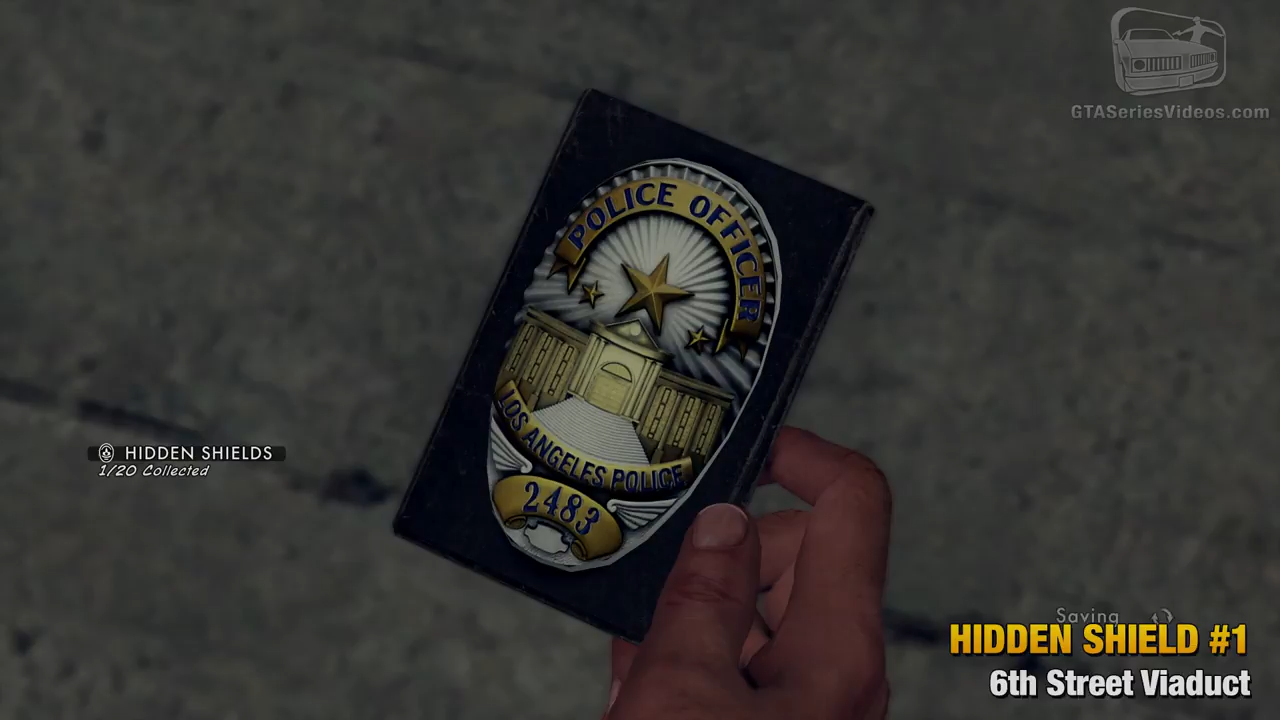 GTASeriesVideos.com
POLICE OFFICER
LOS ANGELES POLICE
2483
HIDDEN SHIELDS
1/20 Collected
Saving
HIDDEN SHIELD #1
6th Street Viaduct